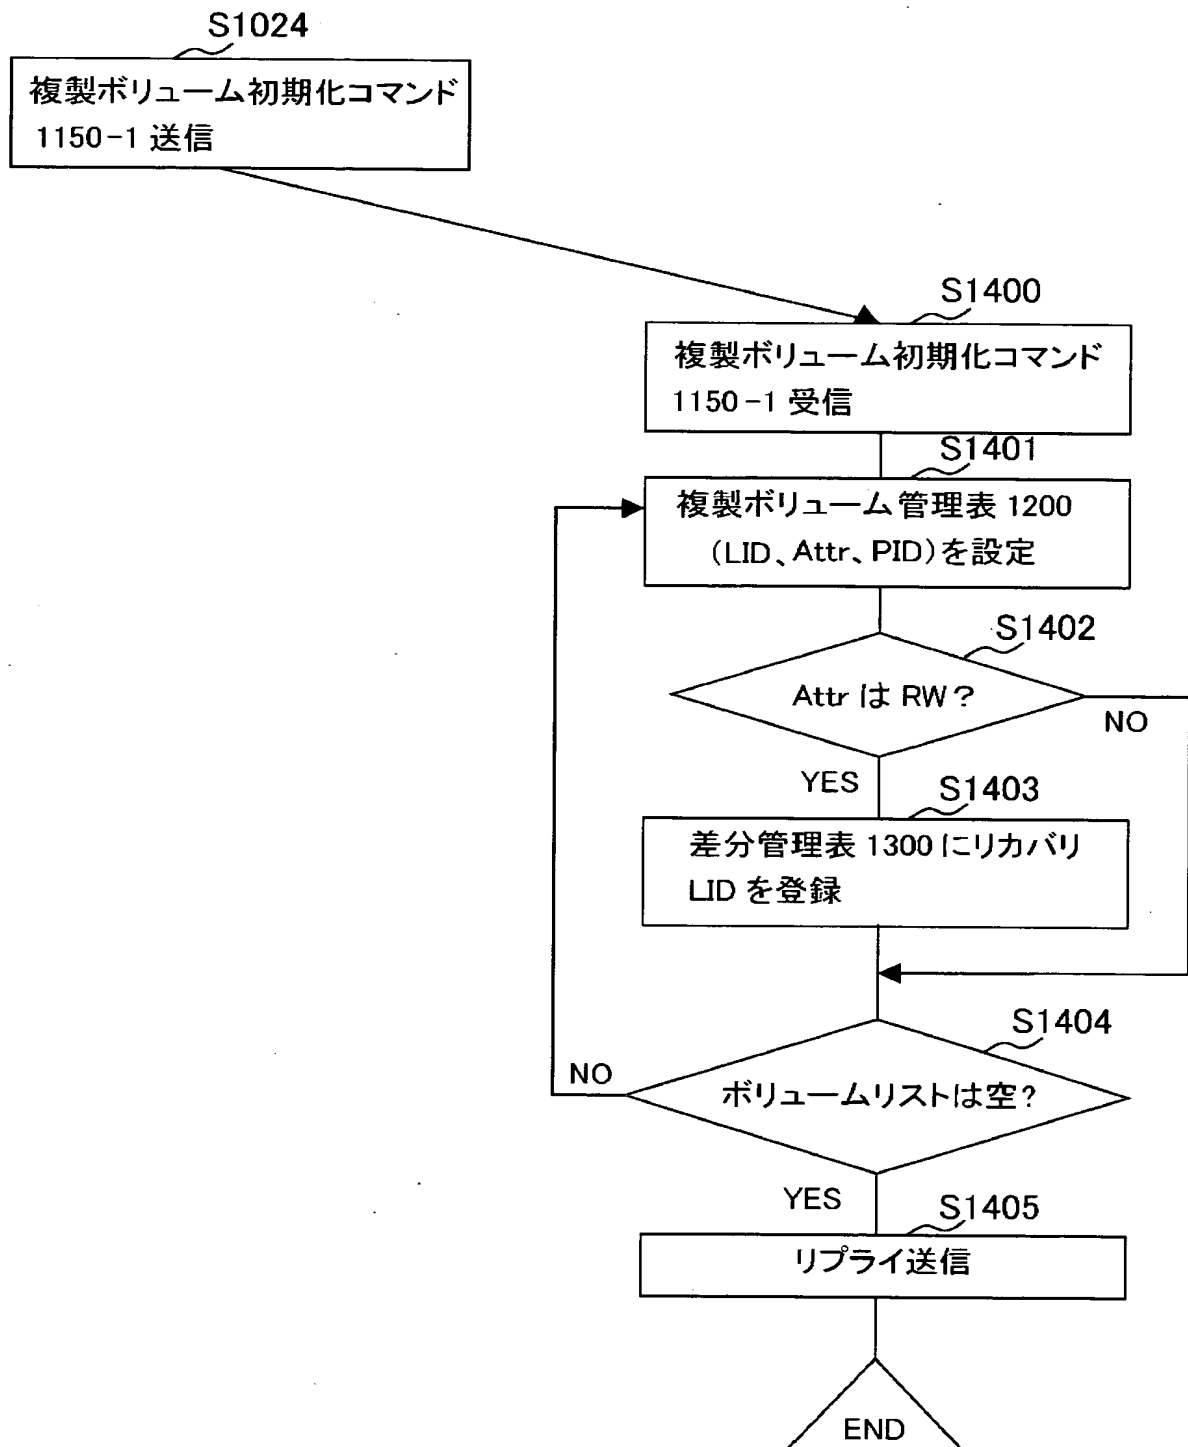 S1024
複製ボリューム初期化コマンド
1150-1 送信
S1400
複製ボリューム初期化コマンド
1150-1 受信
S1401
複製ボリューム管理表 1200
(LID、Attr、PID)を設定
S1402
Attr は RW?
NO
YES
S1403
差分管理表 1300 にリカバリ
LID を登録
S1404
ボリュームリストは空?
NO
YES
S1405
リプライ送信
END